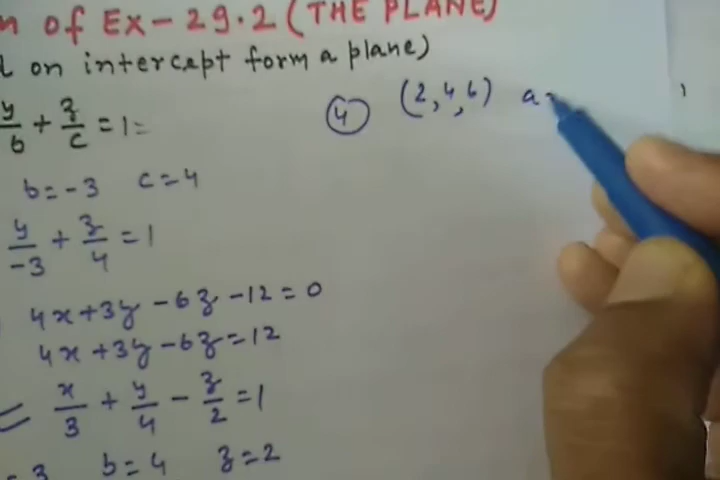 of Ex-29.2 (THE PLANE)
on intercept form a plane)
y/b + z/c = 1=
b=-3 c=4
y/-3 + z/4 = 1
4x+3y-6z-12=0
4x+3y-6z=12
x/3 + y/4 - z/2 = 1
=3 b=4 z=2
4 (2,4,6) a=